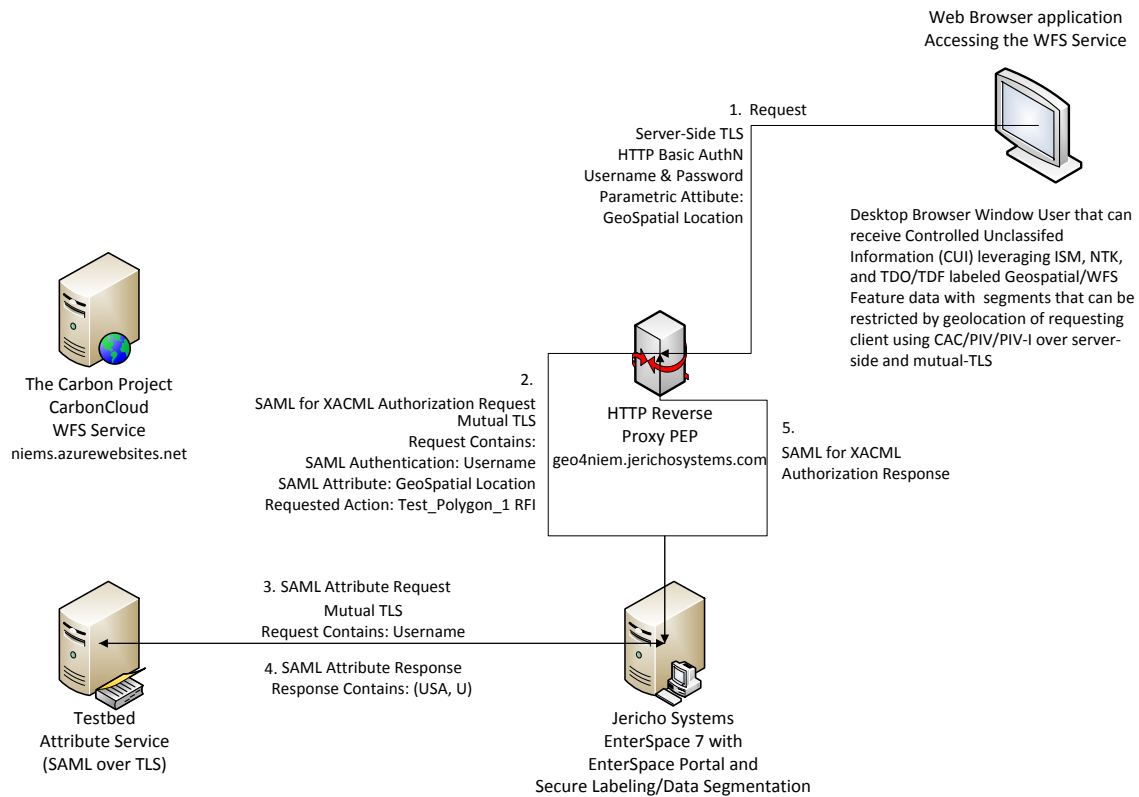 Web Browser application
Accessing the WFS Service
1. Request
Server-Side TLS
HTTP Basic AuthN
Username & Password
Parametric Attibute:
GeoSpatial Location
Desktop Browser Window User that can
receive Controlled Unclassifed
Information (CUI) leveraging ISM, NTK,
and TDO/TDF labeled Geospatial/WFS
Feature data with segments that can be
restricted by geolocation of requesting
client using CAC/PIV/PIV-I over server-
side and mutual-TLS
The Carbon Project
CarbonCloud
WFS Service
niems.azurewebsites.net
2.
SAML for XACML Authorization Request
Mutual TLS
Request Contains:
SAML Authentication: Username
SAML Attribute: GeoSpatial Location
Requested Action: Test_Polygon_1 RFI
HTTP Reverse
Proxy PEP
geo4niem.jerichosystems.com
5.
SAML for XACML
Authorization Response
3. SAML Attribute Request
Mutual TLS
Request Contains: Username
4. SAML Attribute Response
Response Contains: (USA, U)
Testbed
Attribute Service
(SAML over TLS)
Jericho Systems
EnterSpace 7 with
EnterSpace Portal and
Secure Labeling/Data Segmentation